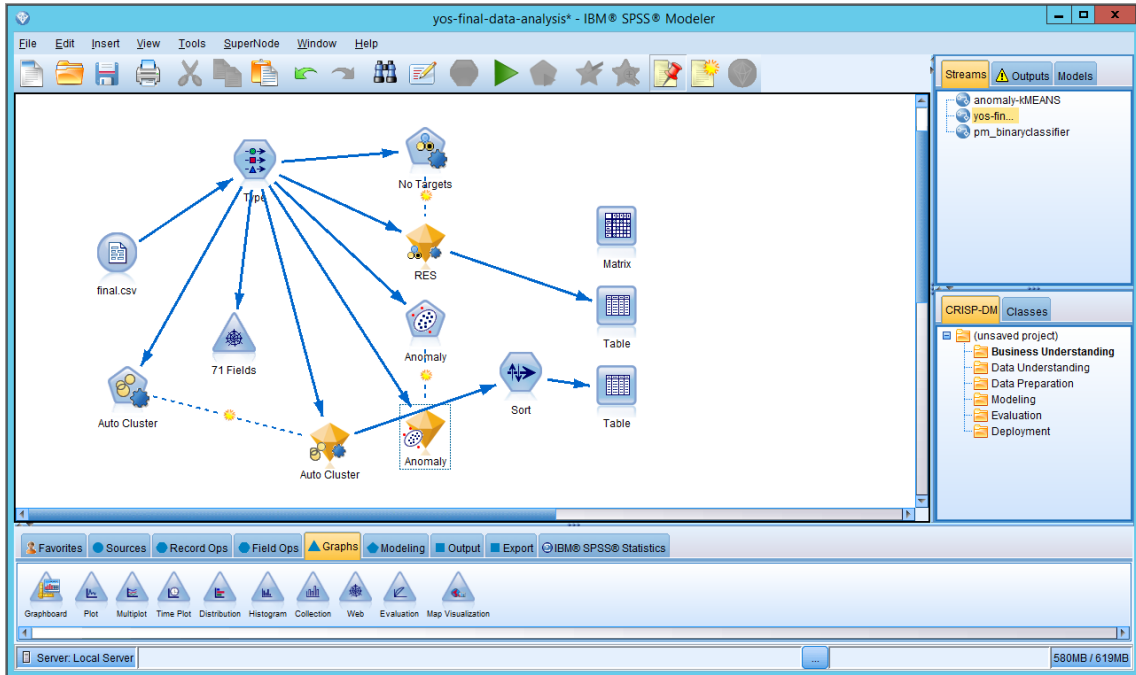 yos-final-data-analysis* - IBM® SPSS® Modeler
File Edit Insert View Tools SuperNode Window Help
Streams Outputs Models
anomaly-kMEANS
yos-fin...
pm_binaryclassifier
No Targets
Type
RES
Matrix
final.csv
Anomaly
Table
71 Fields
Sort
Table
Auto Cluster
Anomaly
Auto Cluster
CRISP-DM Classes
(unsaved project)
Business Understanding
Data Understanding
Data Preparation
Modeling
Evaluation
Deployment
Favorites Sources Record Ops Field Ops Graphs Modeling Output Export IBM® SPSS® Statistics
Graphboard Plot Multiplot Time Plot Distribution Histogram Collection Web Evaluation Map Visualization
Server: Local Server ... 580MB / 619MB